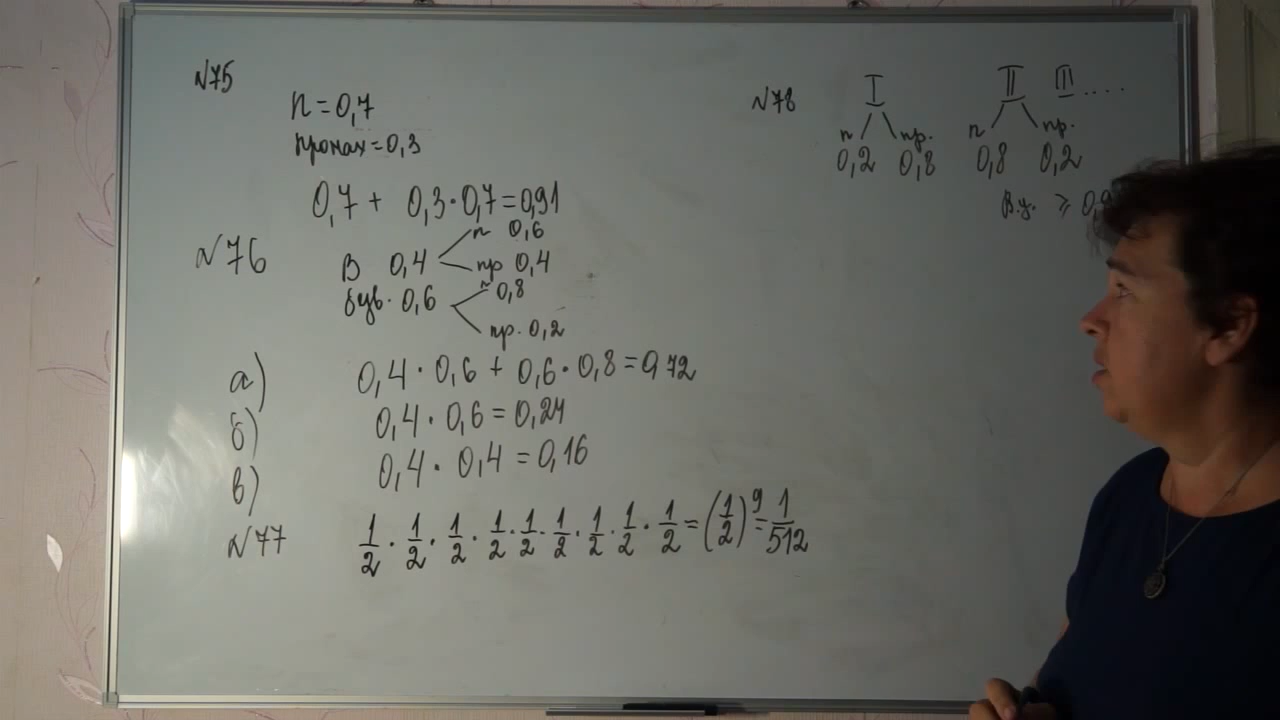 №75
п = 0,7
промах = 0,3
0,7 + 0,3 · 0,7 = 0,91
№76
В 0,4
п 0,6
пр 0,4
був. 0,6
п 0,8
пр. 0,2
а) 0,4 · 0,6 + 0,6 · 0,8 = 0,72
б) 0,4 · 0,6 = 0,24
в) 0,4 · 0,4 = 0,16
№77 1/2 · 1/2 · 1/2 · 1/2 · 1/2 · 1/2 · 1/2 · 1/2 · 1/2 = (1/2)^9 = 1/512
№78 I II III ....
п пр. п пр.
0,2 0,8 0,8 0,2
В.у. ⩾